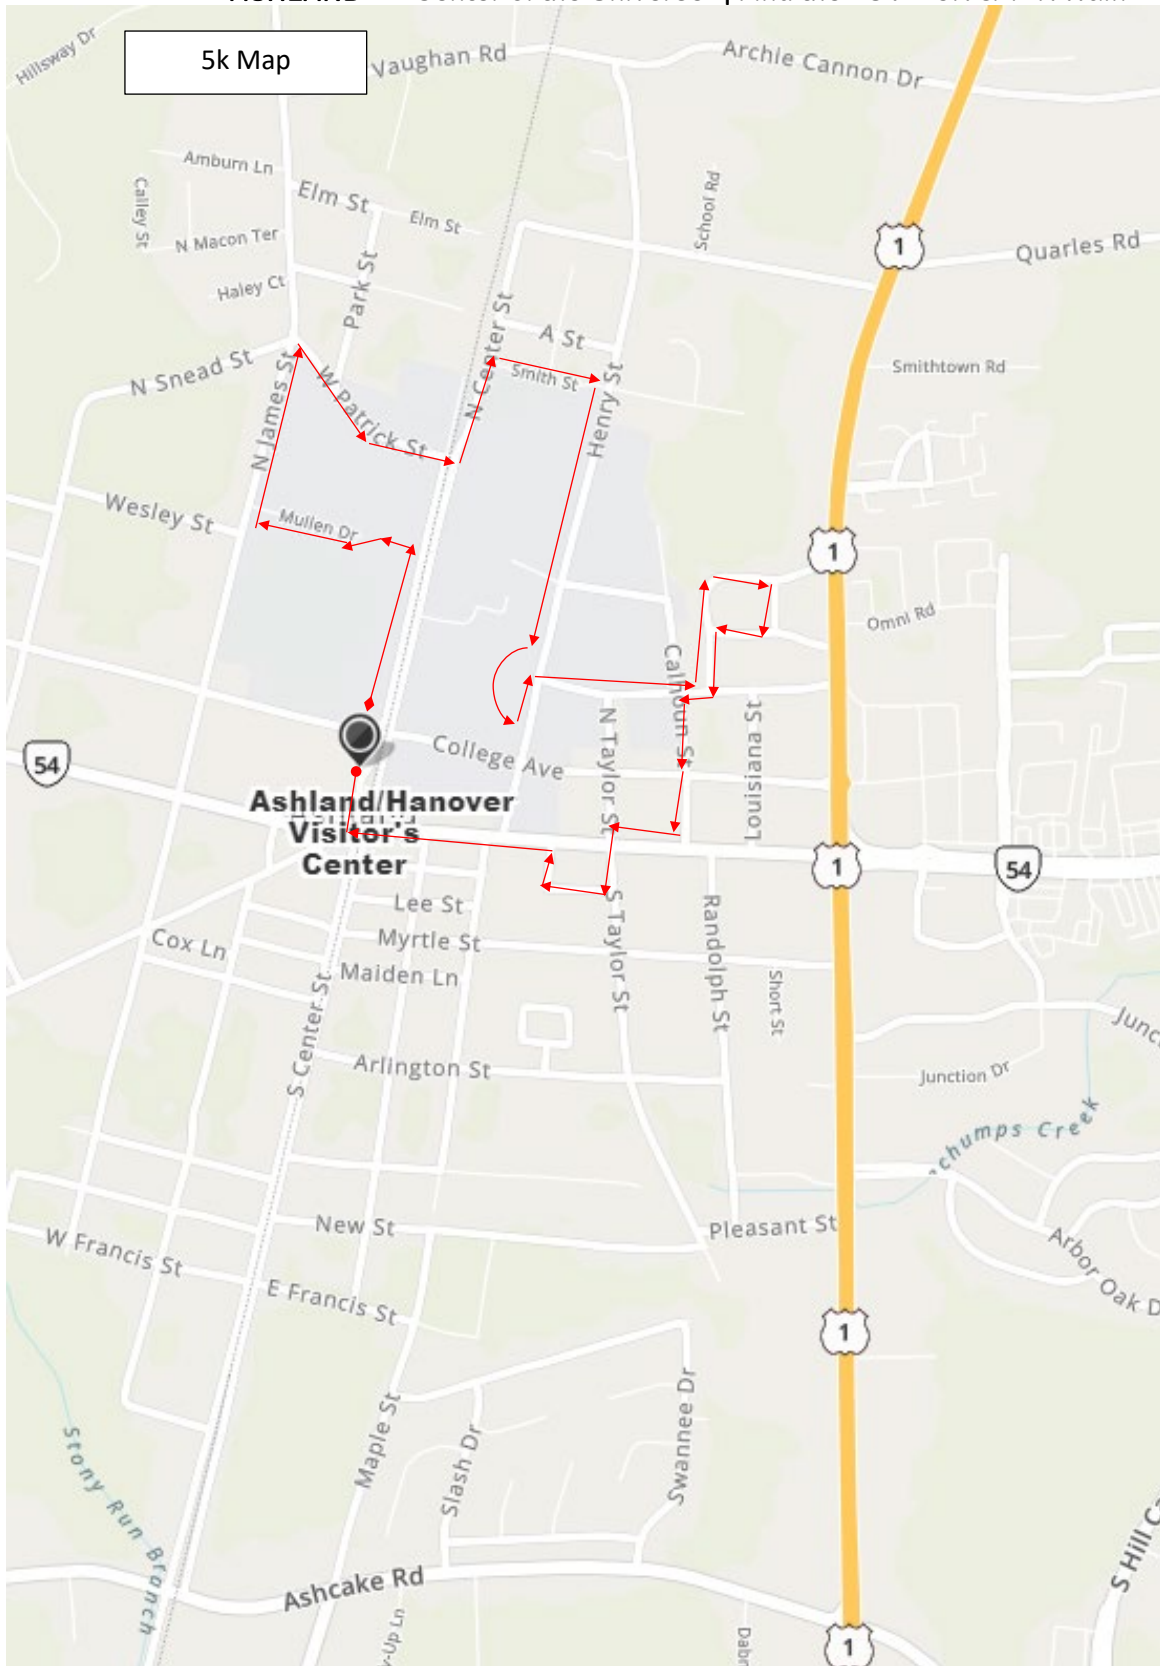 5k Map
Hillsway Dr
Vaughan Rd
Archie Cannon Dr
Amburn Ln
Calley St
Elm St
Elm St
School Rd
N Macon Ter
Quarles Rd
1
Haley Ct
Park St
N Center St
A St
N Snead St
Smith St
Smithtown Rd
W Patrick St
N James St
Henry St
Wesley St
Mullen Dr
1
Omni Rd
Calhoun St
N Taylor St
Louisiana St
College Ave
54
Ashland/Hanover
Visitor's
Center
1
54
Lee St
S Taylor St
Randolph St
Cox Ln
Myrtle St
Maiden Ln
Short St
S Center St
Arlington St
Junction Dr
New St
Pleasant St
W Francis St
E Francis St
Arbor Oak D
1
Maple St
Slash Dr
Swannee Dr
Stony Run Branch
Ashcake Rd
S Hill Ca
1